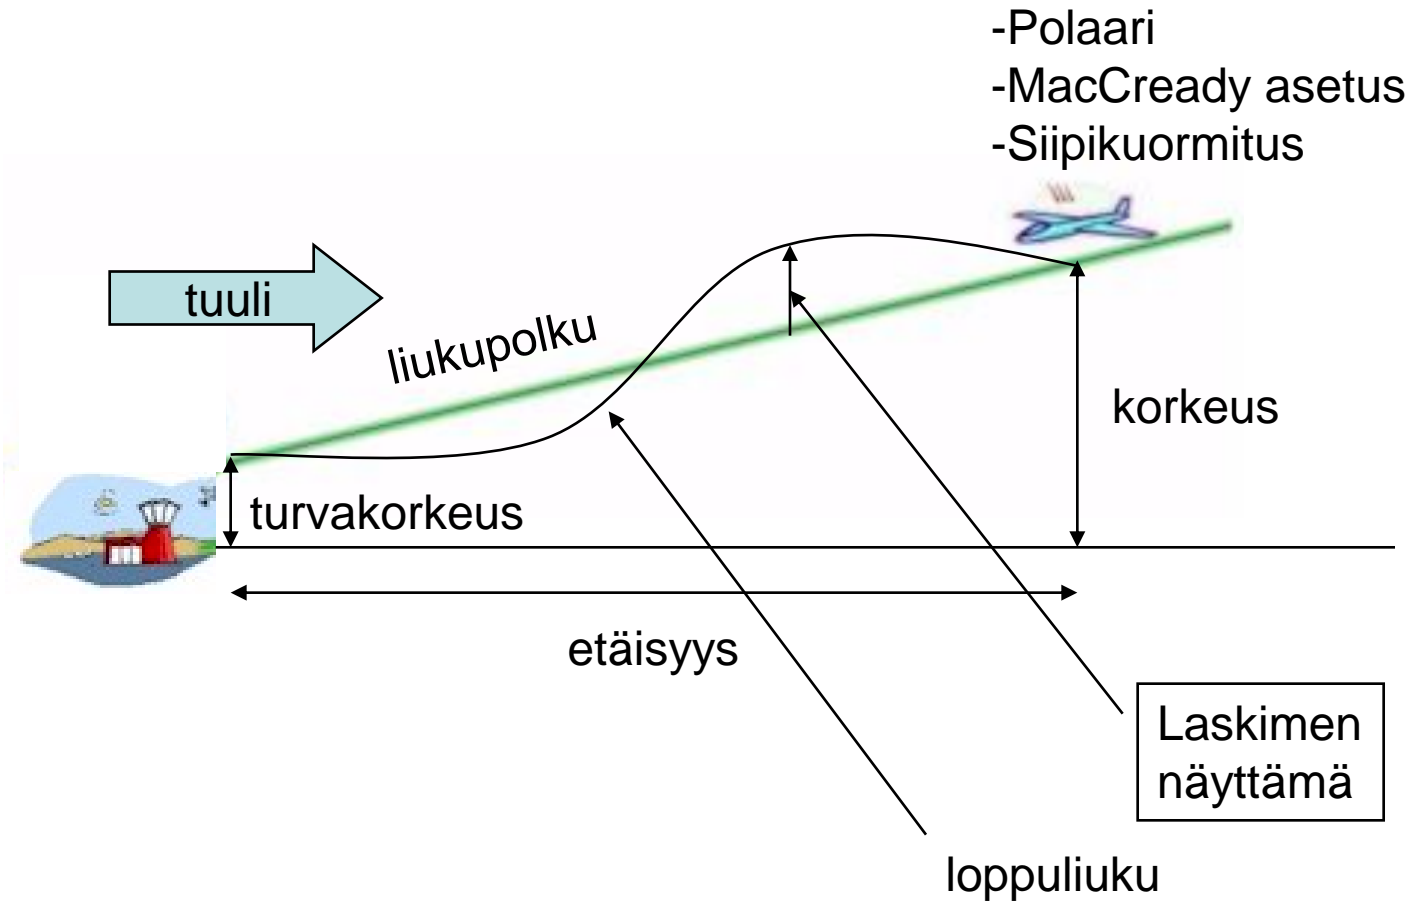 -Polaari
-MacCready asetus
-Siipikuormitus
tuuli
liukupolku
korkeus
turvakorkeus
etäisyys
Laskimen
näyttämä
loppuliuku